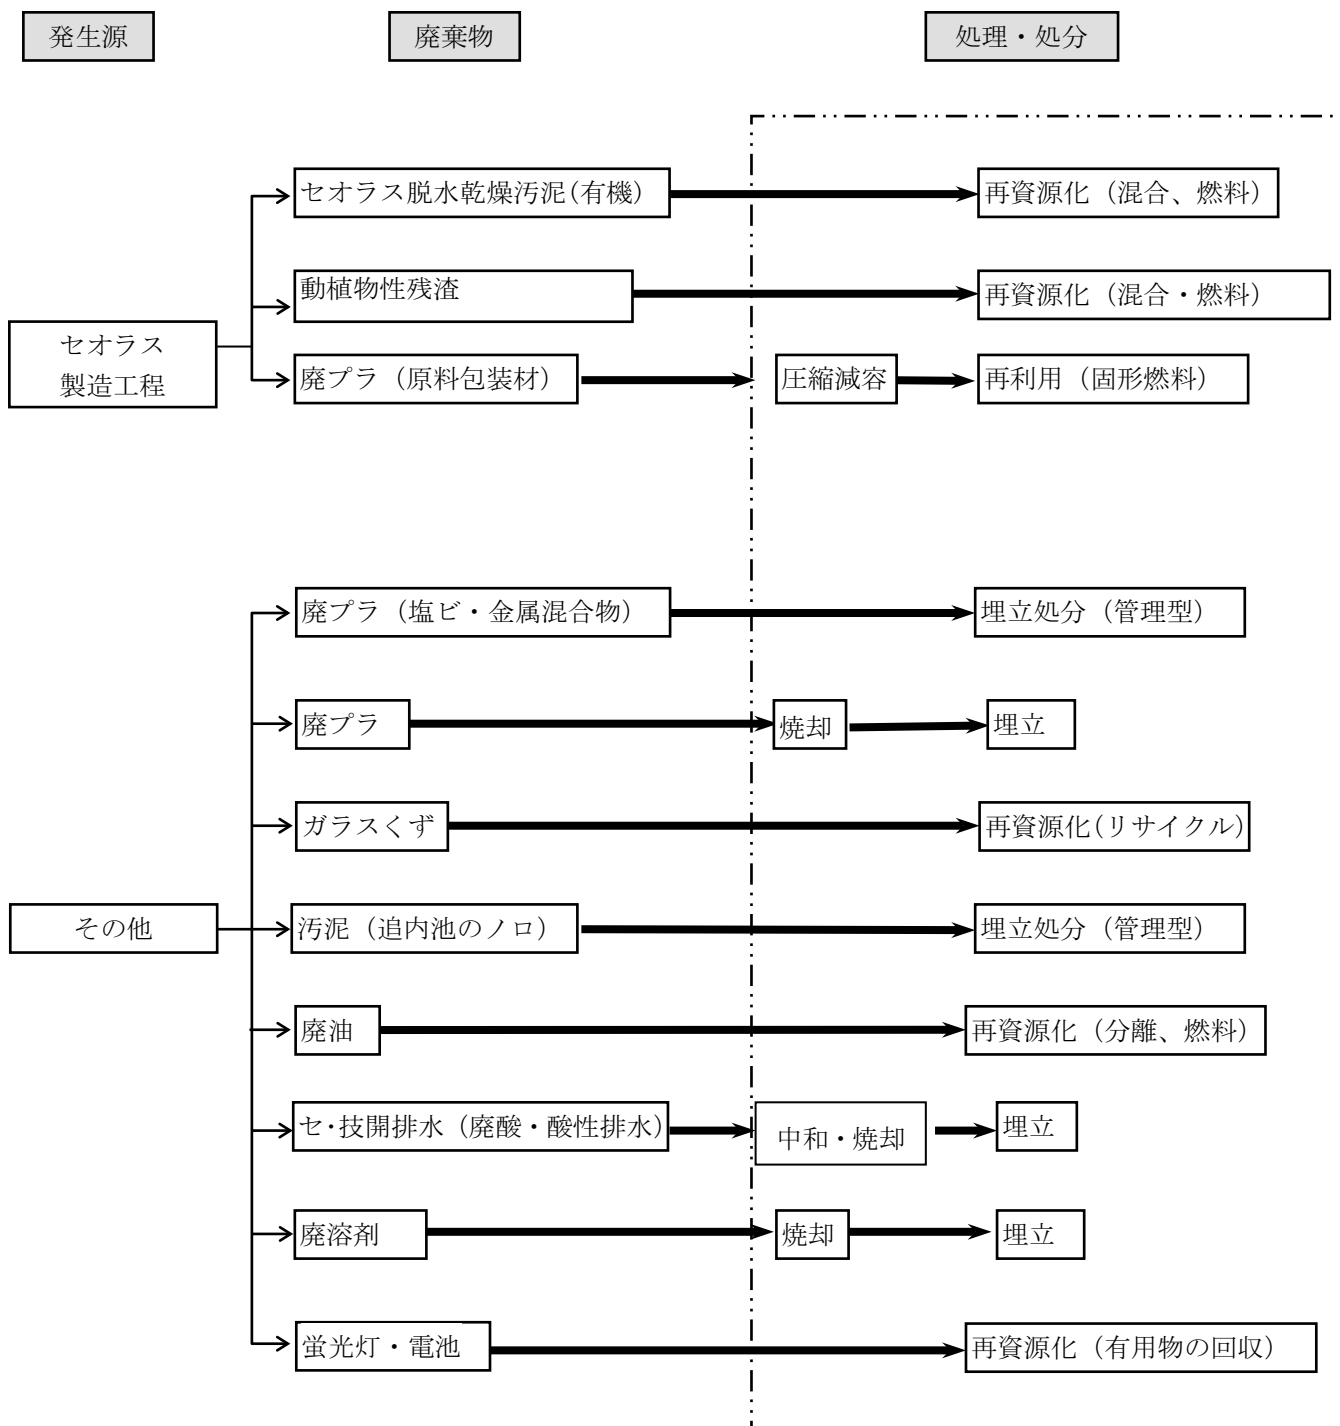 発生源
廃棄物
処理・処分
セオラス
製造工程
セオラス脱水乾燥汚泥(有機)
再資源化（混合、燃料）
動植物性残渣
再資源化（混合・燃料）
廃プラ（原料包装材）
圧縮減容
再利用（固形燃料）
その他
廃プラ（塩ビ・金属混合物）
埋立処分（管理型）
廃プラ
焼却
埋立
ガラスくず
再資源化(リサイクル)
汚泥（追内池のノロ）
埋立処分（管理型）
廃油
再資源化（分離、燃料）
セ・技開排水（廃酸・酸性排水）
中和・焼却
埋立
廃溶剤
焼却
埋立
蛍光灯・電池
再資源化（有用物の回収）